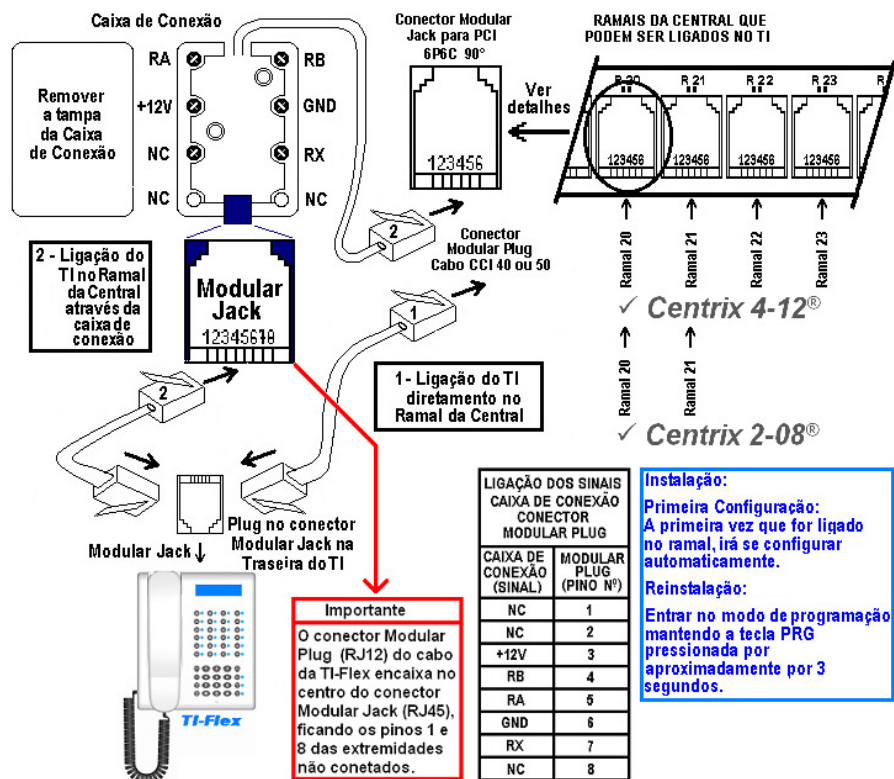 Caixa de Conexão
Remover
a tampa
da Caixa
de Conexão
RA
+12V
NC
NC
RB
GND
RX
NC
Conector Modular
Jack para PCI
6P6C 90°
123456
Ver
detalhes
RAMAIS DA CENTRAL QUE
PODEM SER LIGADOS NO TI
R 20
R 21
R 22
R 23
R
123456
123456
123456
123456
Ramal 20
Ramal 21
Ramal 22
Ramal 23
✓ Centrix 4-12®
Ramal 20
Ramal 21
✓ Centrix 2-08®
2
Conector
Modular Plug
Cabo CCI 40 ou 50
2 - Ligação do
TI no Ramal
da Central
através da
caixa de
conexão
Modular
Jack
12345678
1
1- Ligação do TI
diretamente no
Ramal da Central
2
Modular Jack
Plug no conector
Modular Jack na
Traseira do TI
TI-Flex
Importante
O conector Modular
Plug (RJ12) do cabo
da TI-Flex encaixa no
centro do conector
Modular Jack (RJ45),
ficando os pinos 1 e
8 das extremidades
não conetados.
LIGAÇÃO DOS SINAIS
CAIXA DE CONEXÃO
CONECTOR
MODULAR PLUG
CAIXA DE CONEXÃO (SINAL) MODULAR PLUG (PINO Nº)
NC 1
NC 2
+12V 3
RB 4
RA 5
GND 6
RX 7
NC 8
Instalação:
Primeira Configuração:
A primeira vez que for ligado
no ramal, irá se configurar
automaticamente.
Reinstalação:
Entrar no modo de programação
mantendo a tecla PRG
pressionada por
aproximadamente por 3
segundos.